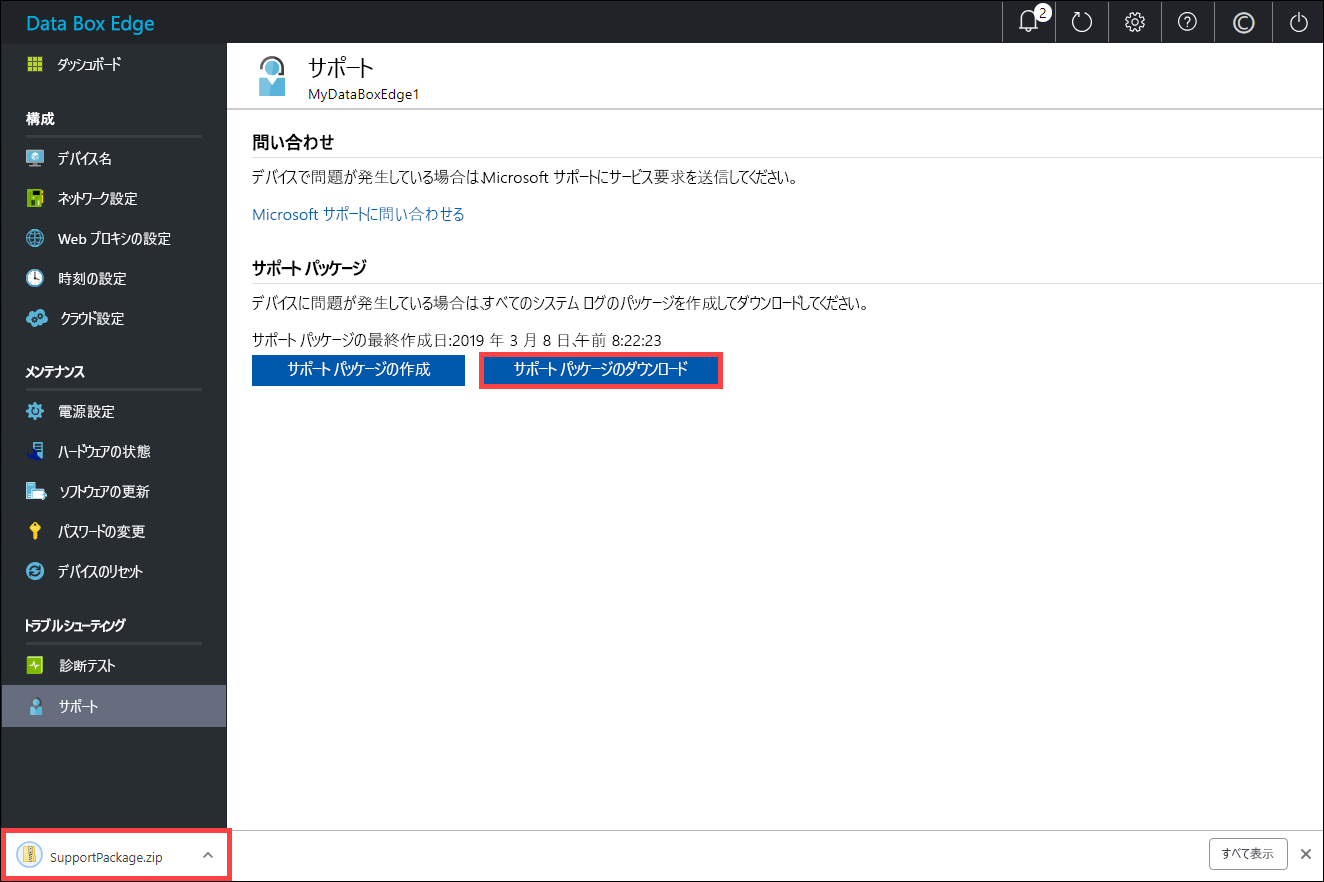 Data Box Edge
2
ダッシュボード
構成
デバイス名
ネットワーク設定
Web プロキシの設定
時刻の設定
クラウド設定
メンテナンス
電源設定
ハードウェアの状態
ソフトウェアの更新
パスワードの変更
デバイスのリセット
トラブルシューティング
診断テスト
サポート
サポート
MyDataBoxEdge1
問い合わせ
デバイスで問題が発生している場合は、Microsoft サポートにサービス要求を送信してください。
Microsoft サポートに問い合わせる
サポート パッケージ
デバイスに問題が発生している場合は、すべてのシステム ログのパッケージを作成してダウンロードしてください。
サポート パッケージの最終作成日:2019 年 3 月 8 日、午前 8:22:23
サポート パッケージの作成
サポート パッケージのダウンロード
SupportPackage.zip
すべて表示